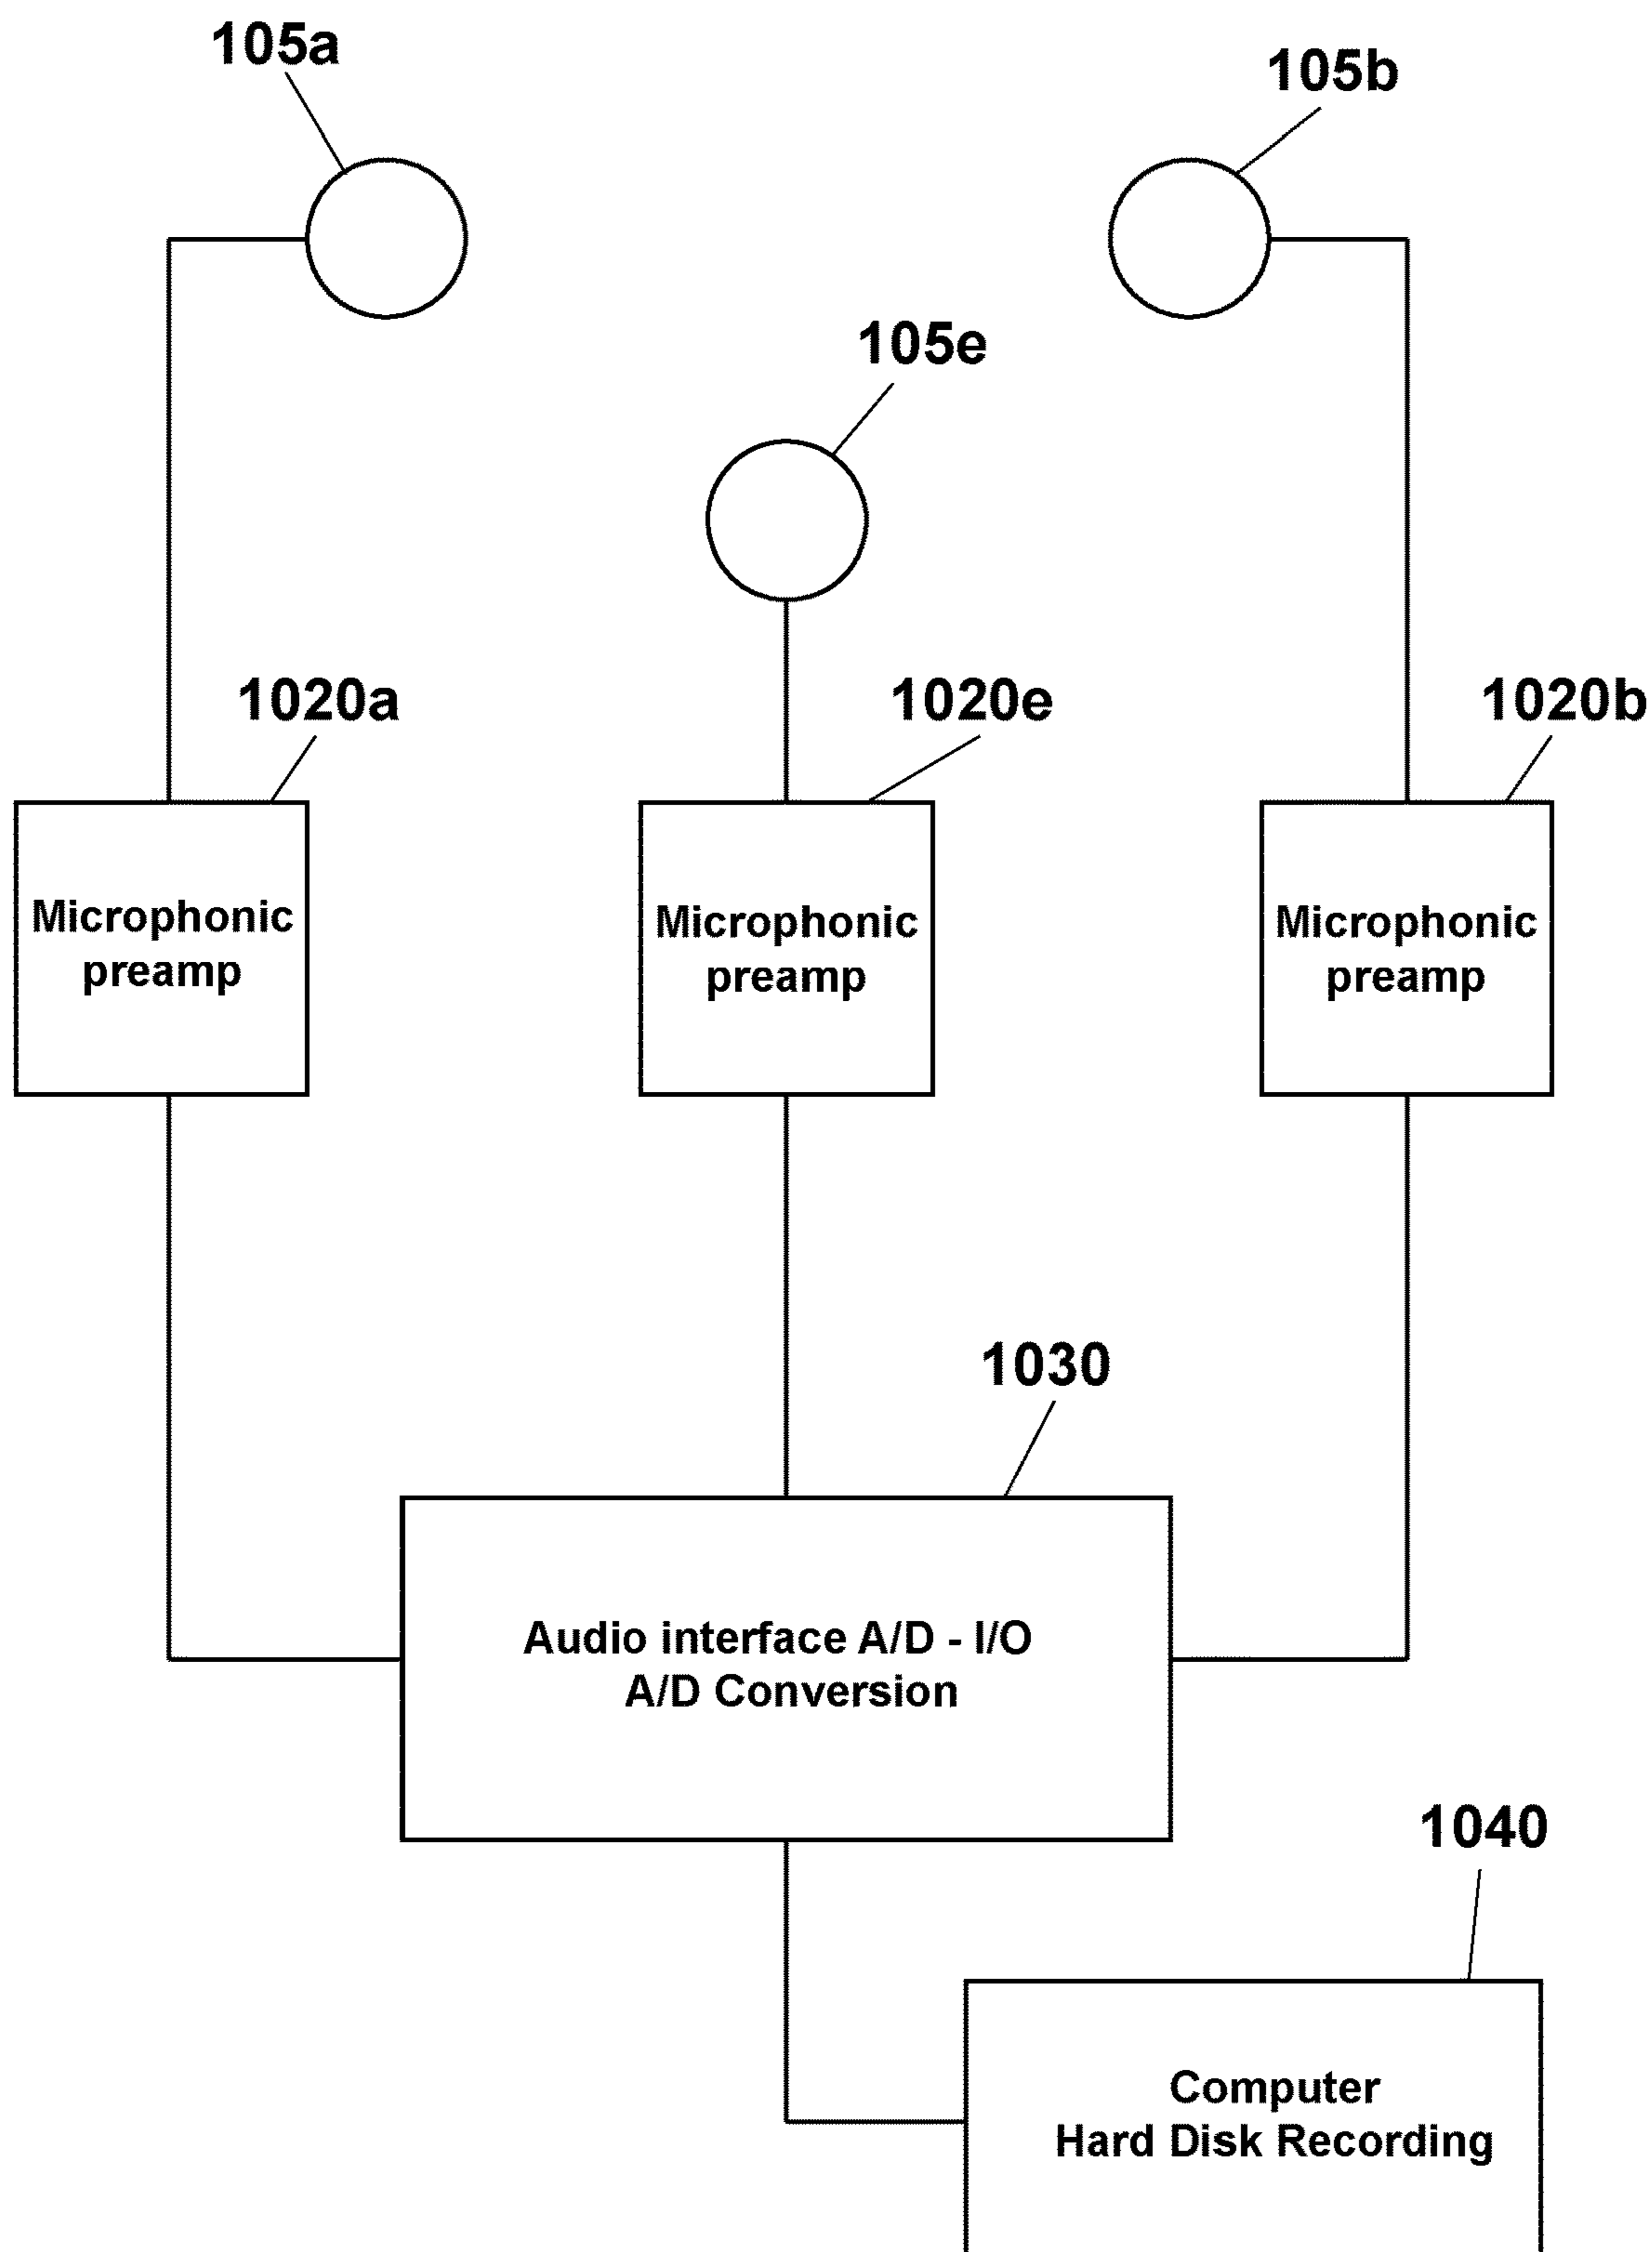 105a
105b
105e
1020a
1020e
1020b
Microphonic
preamp
Microphonic
preamp
Microphonic
preamp
1030
Audio interface A/D - I/O
A/D Conversion
1040
Computer
Hard Disk Recording